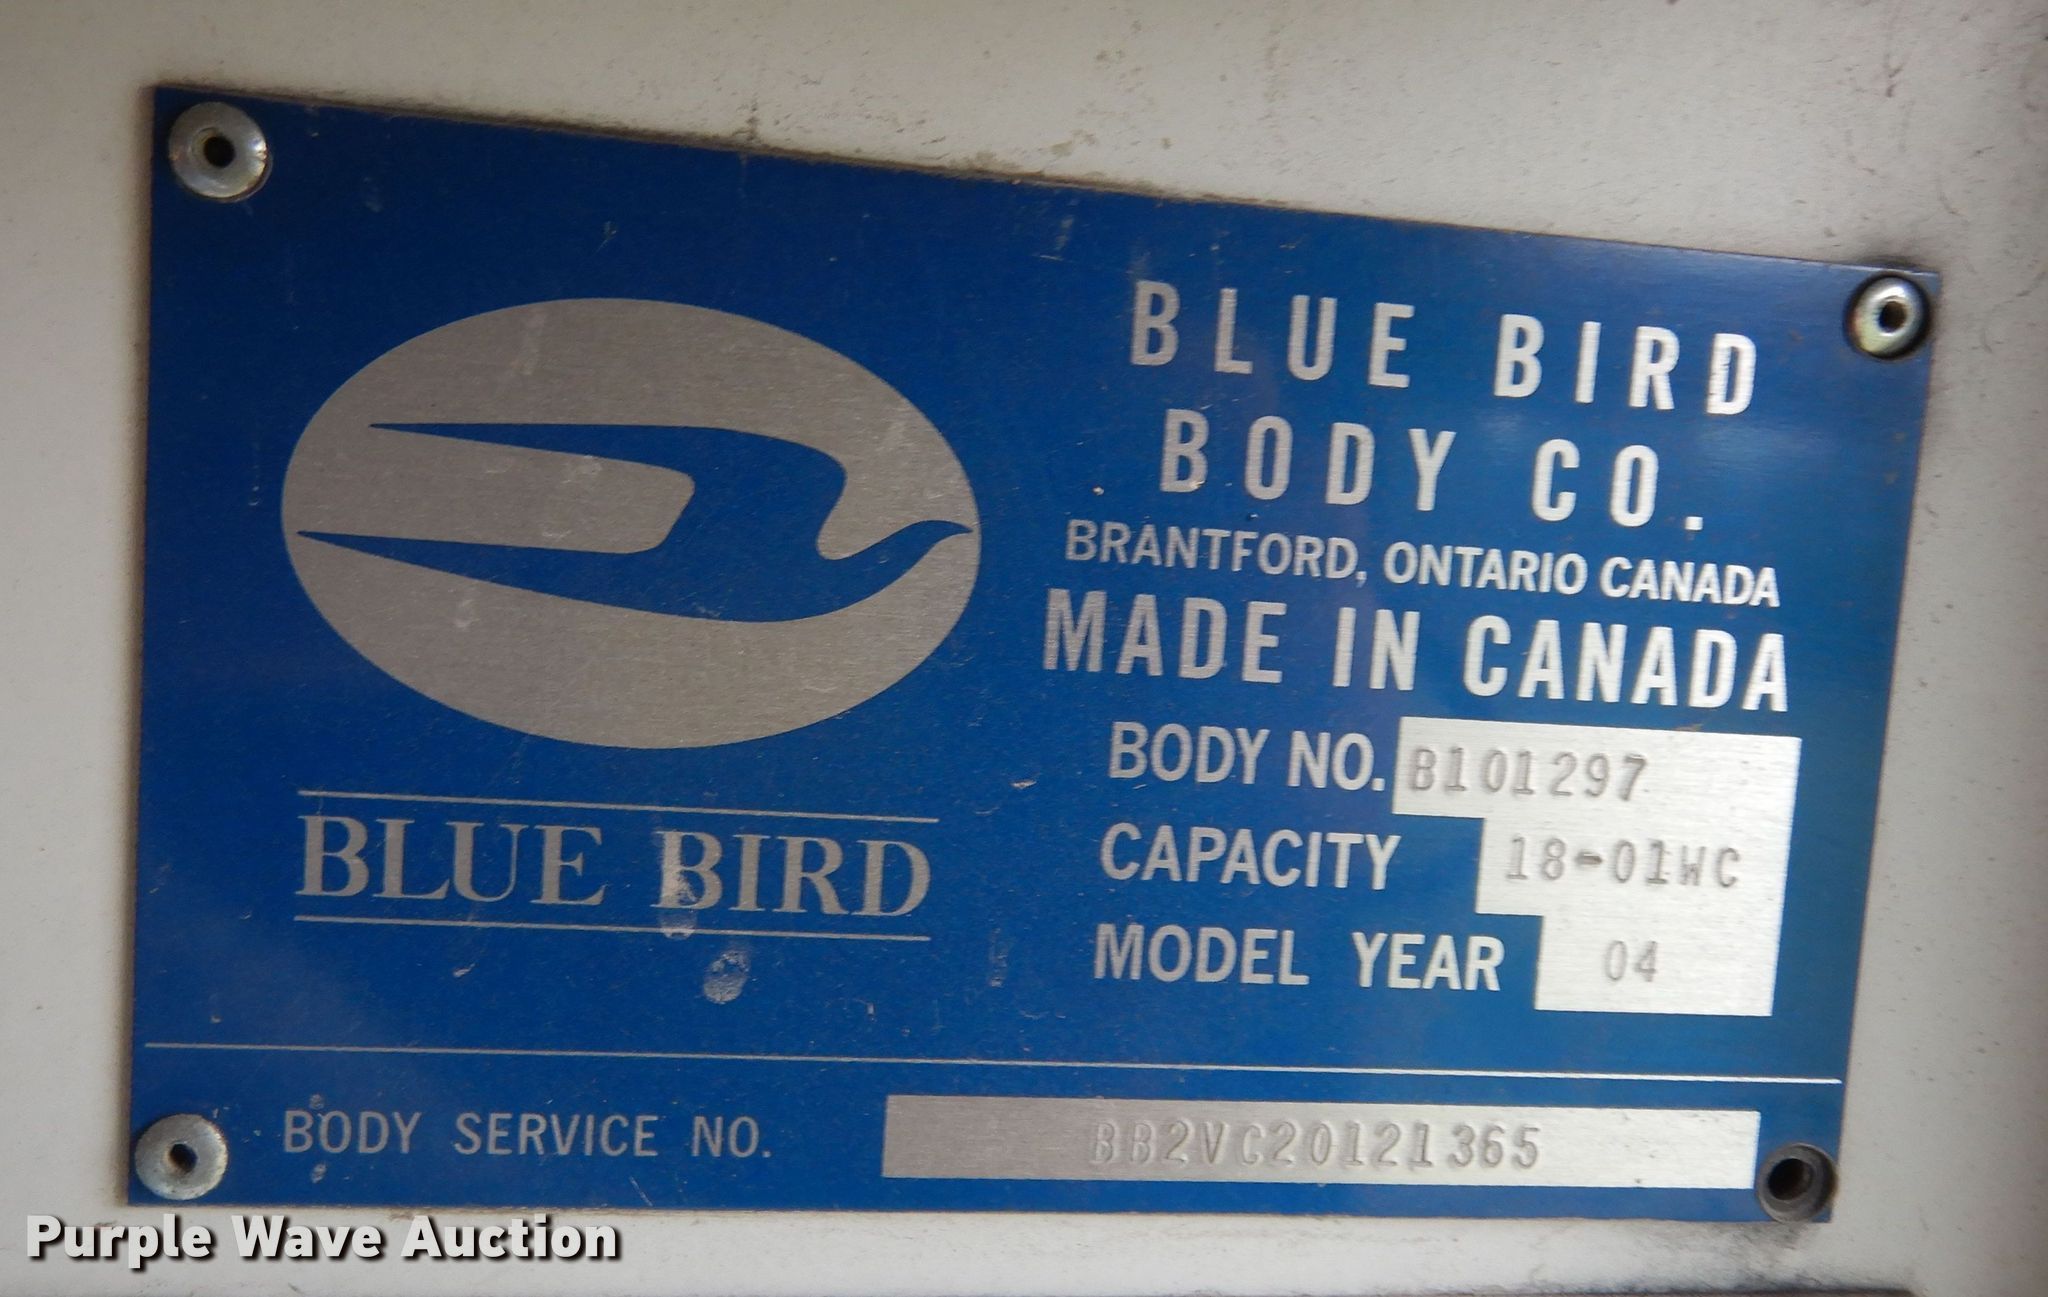 BLUE BIRD
BODY CO.
BRANTFORD, ONTARIO CANADA
MADE IN CANADA
BODY NO. B101297
CAPACITY 18-01WC
MODEL YEAR 04
BLUE BIRD
BODY SERVICE NO. BB2VC20121365
Purple Wave Auction